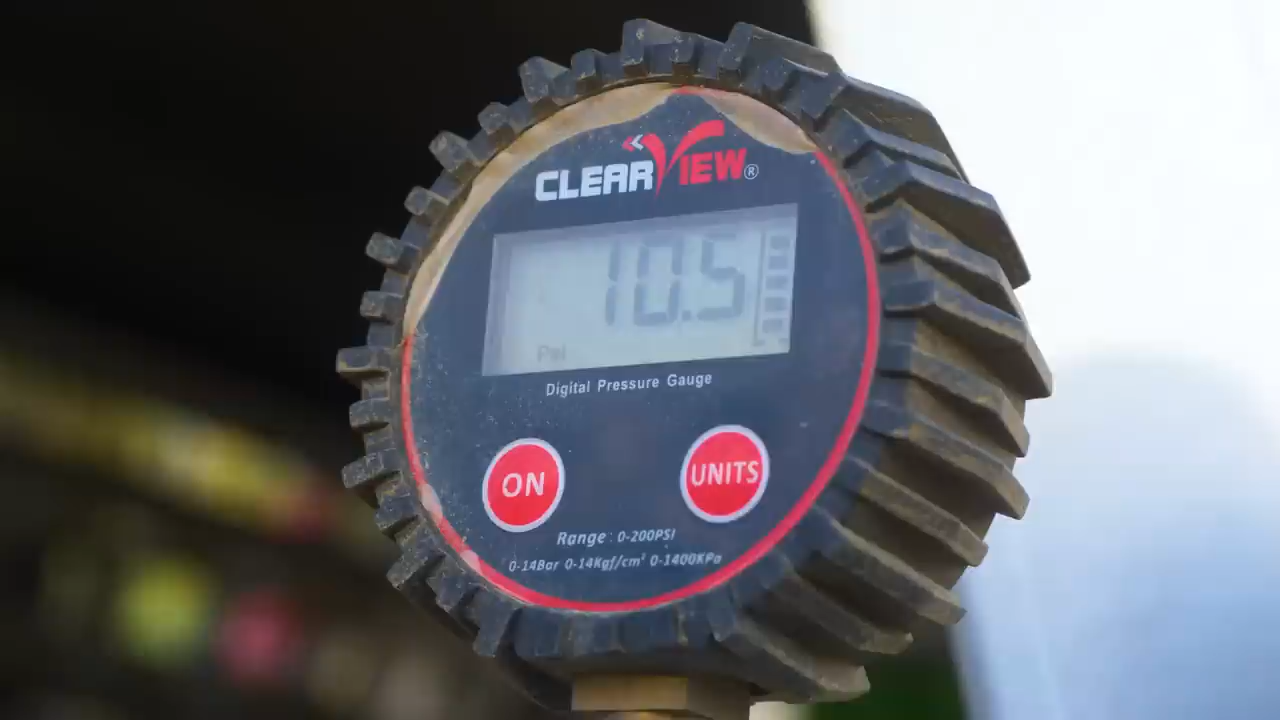 CLEARVIEW®
10.5
Psi
Digital Pressure Gauge
ON
UNITS
Range : 0-200PSI
0-14Bar 0-14Kgf/cm² 0-1400KPa